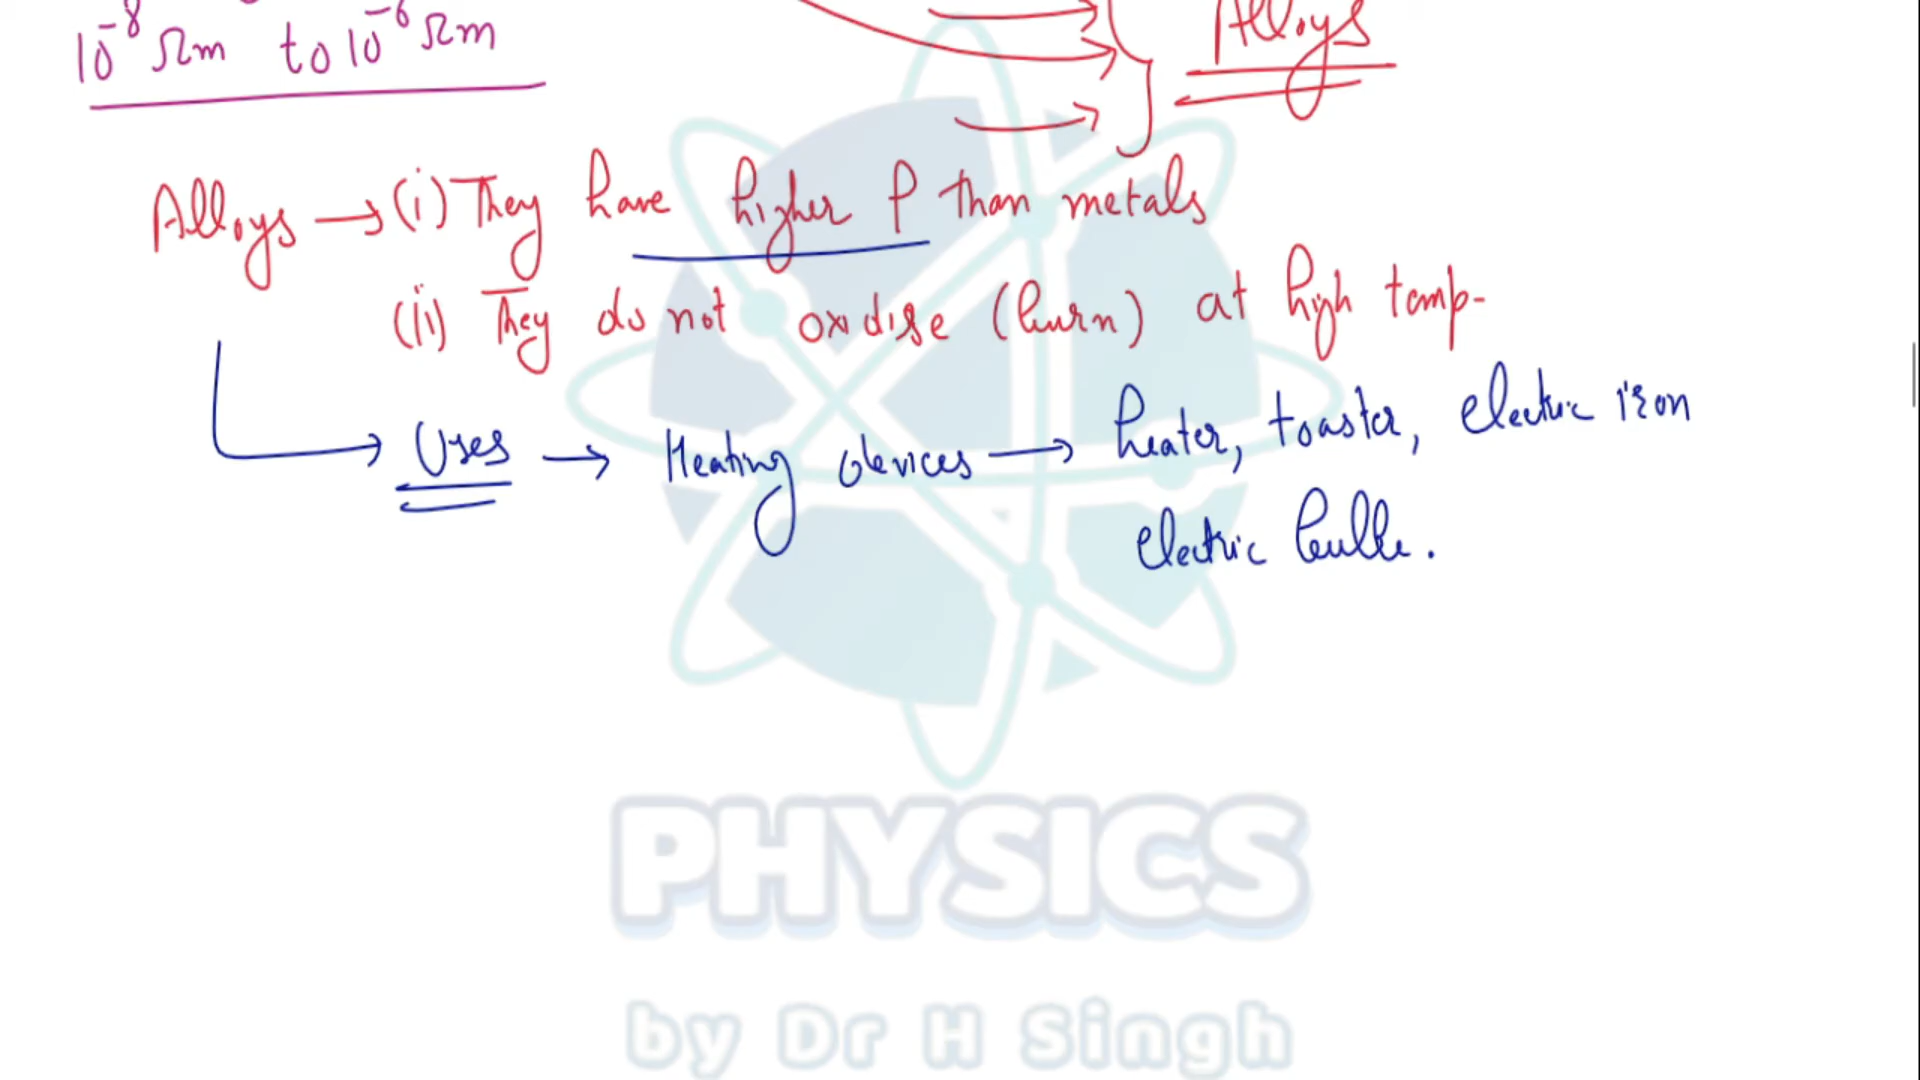 10⁻⁸ Ωm to 10⁻⁶ Ωm
Alloys
Alloys → (i) They have higher ρ than metals
(ii) They do not oxidise (burn) at high temp-
Uses → Heating devices → heater, toaster, electric iron
electric bulb.
PHYSICS
by Dr H Singh